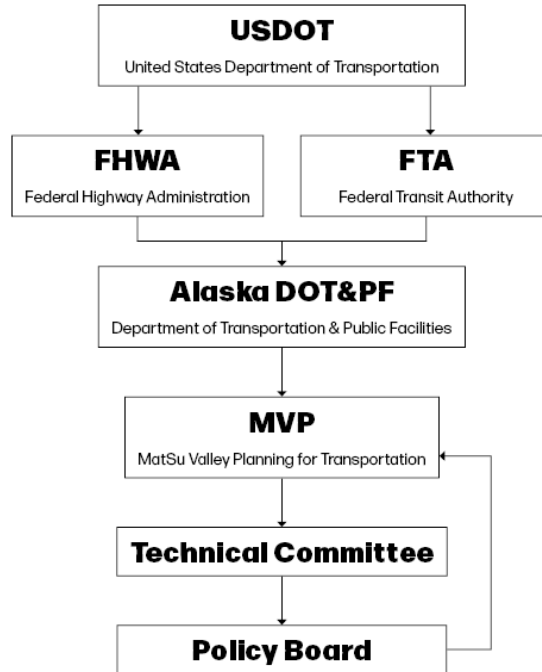 USDOT
United States Department of Transportation
FHWA
Federal Highway Administration
FTA
Federal Transit Authority
Alaska DOT&PF
Department of Transportation & Public Facilities
MVP
MatSu Valley Planning for Transportation
Technical Committee
Policy Board